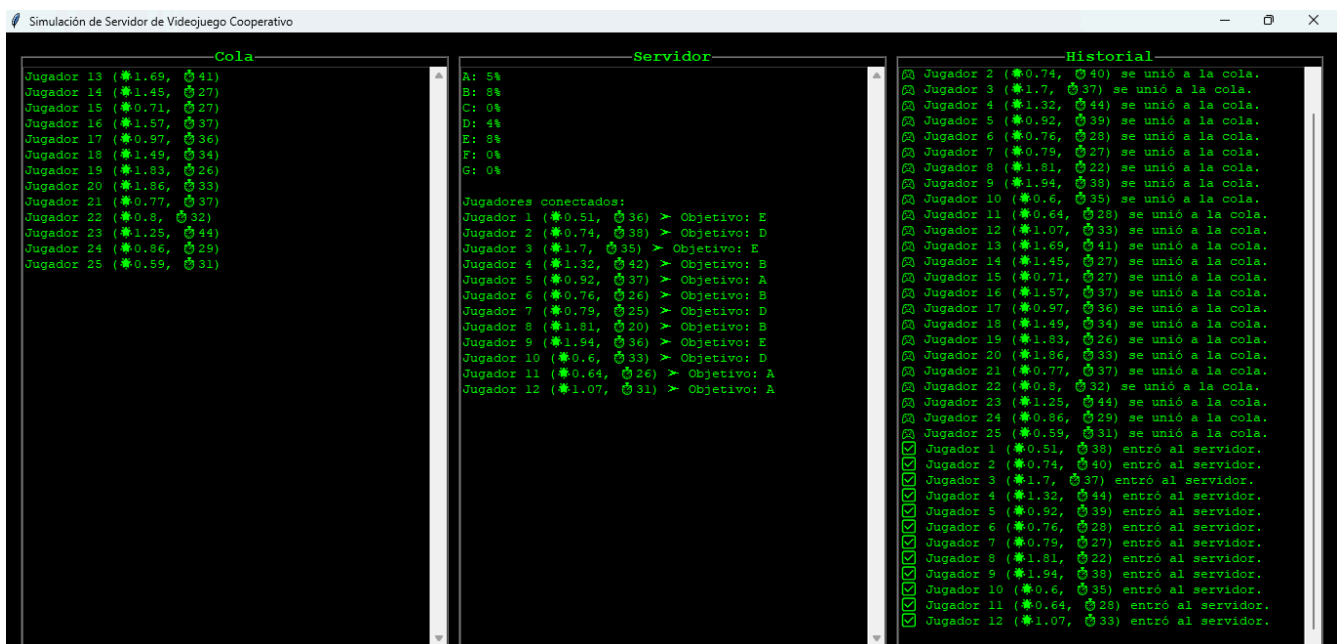 Simulación de Servidor de Videojuego Cooperativo
Cola
Jugador 13 (✹1.69, ⏱41)
Jugador 14 (✹1.45, ⏱27)
Jugador 15 (✹0.71, ⏱27)
Jugador 16 (✹1.57, ⏱37)
Jugador 17 (✹0.97, ⏱36)
Jugador 18 (✹1.49, ⏱34)
Jugador 19 (✹1.83, ⏱26)
Jugador 20 (✹1.86, ⏱33)
Jugador 21 (✹0.77, ⏱37)
Jugador 22 (✹0.8, ⏱32)
Jugador 23 (✹1.25, ⏱44)
Jugador 24 (✹0.86, ⏱29)
Jugador 25 (✹0.59, ⏱31)
Servidor
A: 5%
B: 8%
C: 0%
D: 4%
E: 8%
F: 0%
G: 0%
Jugadores conectados:
Jugador 1 (✹0.51, ⏱36) ➤ Objetivo: E
Jugador 2 (✹0.74, ⏱38) ➤ Objetivo: D
Jugador 3 (✹1.7, ⏱35) ➤ Objetivo: E
Jugador 4 (✹1.32, ⏱42) ➤ Objetivo: B
Jugador 5 (✹0.92, ⏱37) ➤ Objetivo: A
Jugador 6 (✹0.76, ⏱26) ➤ Objetivo: B
Jugador 7 (✹0.79, ⏱25) ➤ Objetivo: D
Jugador 8 (✹1.81, ⏱20) ➤ Objetivo: B
Jugador 9 (✹1.94, ⏱36) ➤ Objetivo: E
Jugador 10 (✹0.6, ⏱33) ➤ Objetivo: D
Jugador 11 (✹0.64, ⏱26) ➤ Objetivo: A
Jugador 12 (✹1.07, ⏱31) ➤ Objetivo: A
Historial
🎮 Jugador 2 (✹0.74, ⏱40) se unió a la cola.
🎮 Jugador 3 (✹1.7, ⏱37) se unió a la cola.
🎮 Jugador 4 (✹1.32, ⏱44) se unió a la cola.
🎮 Jugador 5 (✹0.92, ⏱39) se unió a la cola.
🎮 Jugador 6 (✹0.76, ⏱28) se unió a la cola.
🎮 Jugador 7 (✹0.79, ⏱27) se unió a la cola.
🎮 Jugador 8 (✹1.81, ⏱22) se unió a la cola.
🎮 Jugador 9 (✹1.94, ⏱38) se unió a la cola.
🎮 Jugador 10 (✹0.6, ⏱35) se unió a la cola.
🎮 Jugador 11 (✹0.64, ⏱28) se unió a la cola.
🎮 Jugador 12 (✹1.07, ⏱33) se unió a la cola.
🎮 Jugador 13 (✹1.69, ⏱41) se unió a la cola.
🎮 Jugador 14 (✹1.45, ⏱27) se unió a la cola.
🎮 Jugador 15 (✹0.71, ⏱27) se unió a la cola.
🎮 Jugador 16 (✹1.57, ⏱37) se unió a la cola.
🎮 Jugador 17 (✹0.97, ⏱36) se unió a la cola.
🎮 Jugador 18 (✹1.49, ⏱34) se unió a la cola.
🎮 Jugador 19 (✹1.83, ⏱26) se unió a la cola.
🎮 Jugador 20 (✹1.86, ⏱33) se unió a la cola.
🎮 Jugador 21 (✹0.77, ⏱37) se unió a la cola.
🎮 Jugador 22 (✹0.8, ⏱32) se unió a la cola.
🎮 Jugador 23 (✹1.25, ⏱44) se unió a la cola.
🎮 Jugador 24 (✹0.86, ⏱29) se unió a la cola.
🎮 Jugador 25 (✹0.59, ⏱31) se unió a la cola.
☑ Jugador 1 (✹0.51, ⏱38) entró al servidor.
☑ Jugador 2 (✹0.74, ⏱40) entró al servidor.
☑ Jugador 3 (✹1.7, ⏱37) entró al servidor.
☑ Jugador 4 (✹1.32, ⏱44) entró al servidor.
☑ Jugador 5 (✹0.92, ⏱39) entró al servidor.
☑ Jugador 6 (✹0.76, ⏱28) entró al servidor.
☑ Jugador 7 (✹0.79, ⏱27) entró al servidor.
☑ Jugador 8 (✹1.81, ⏱22) entró al servidor.
☑ Jugador 9 (✹1.94, ⏱38) entró al servidor.
☑ Jugador 10 (✹0.6, ⏱35) entró al servidor.
☑ Jugador 11 (✹0.64, ⏱28) entró al servidor.
☑ Jugador 12 (✹1.07, ⏱33) entró al servidor.